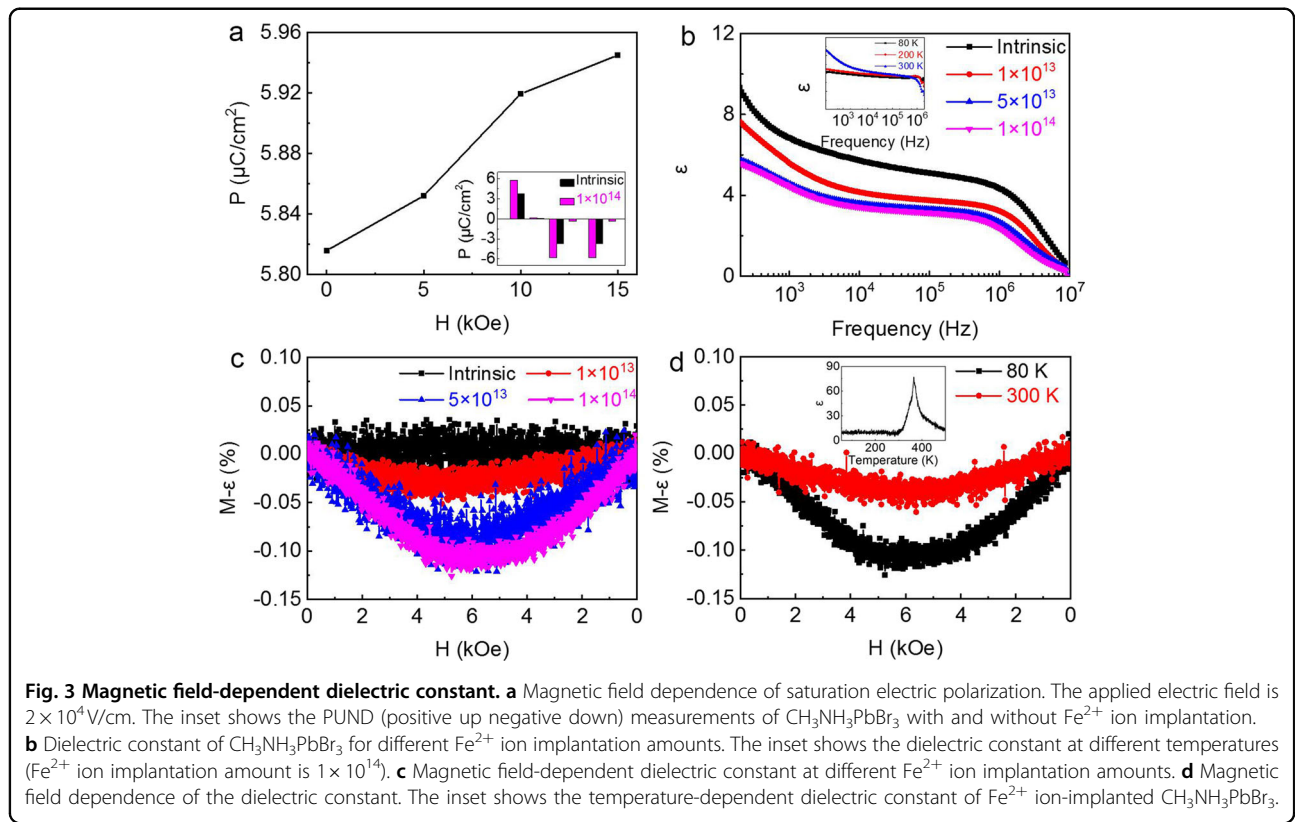 a
5.96
5.92
5.88
5.84
5.80
P (μC/cm²)
0 5 10 15
H (kOe)
6
3
0
-3
-6
P (μC/cm²)
Intrinsic
1×10¹⁴
b
12
8
4
0
ε
10³ 10⁴ 10⁵ 10⁶ 10⁷
Frequency (Hz)
Intrinsic
1×10¹³
5×10¹³
1×10¹⁴
80 K
200 K
300 K
ε
10³ 10⁴ 10⁵ 10⁶
Frequency (Hz)
c
0.10
0.05
0.00
-0.05
-0.10
-0.15
M-ε (%)
Intrinsic 1×10¹³
5×10¹³ 1×10¹⁴
0 2 4 6 4 2 0
H (kOe)
d
0.10
0.05
0.00
-0.05
-0.10
-0.15
M-ε (%)
80 K
300 K
90
60
30
0
ε
200 400
Temperature (K)
0 2 4 6 4 2 0
H (kOe)
Fig. 3 Magnetic field-dependent dielectric constant. a Magnetic field dependence of saturation electric polarization. The applied electric field is
2 × 10⁴ V/cm. The inset shows the PUND (positive up negative down) measurements of CH₃NH₃PbBr₃ with and without Fe²⁺ ion implantation.
b Dielectric constant of CH₃NH₃PbBr₃ for different Fe²⁺ ion implantation amounts. The inset shows the dielectric constant at different temperatures
(Fe²⁺ ion implantation amount is 1 × 10¹⁴). c Magnetic field-dependent dielectric constant at different Fe²⁺ ion implantation amounts. d Magnetic
field dependence of the dielectric constant. The inset shows the temperature-dependent dielectric constant of Fe²⁺ ion-implanted CH₃NH₃PbBr₃.